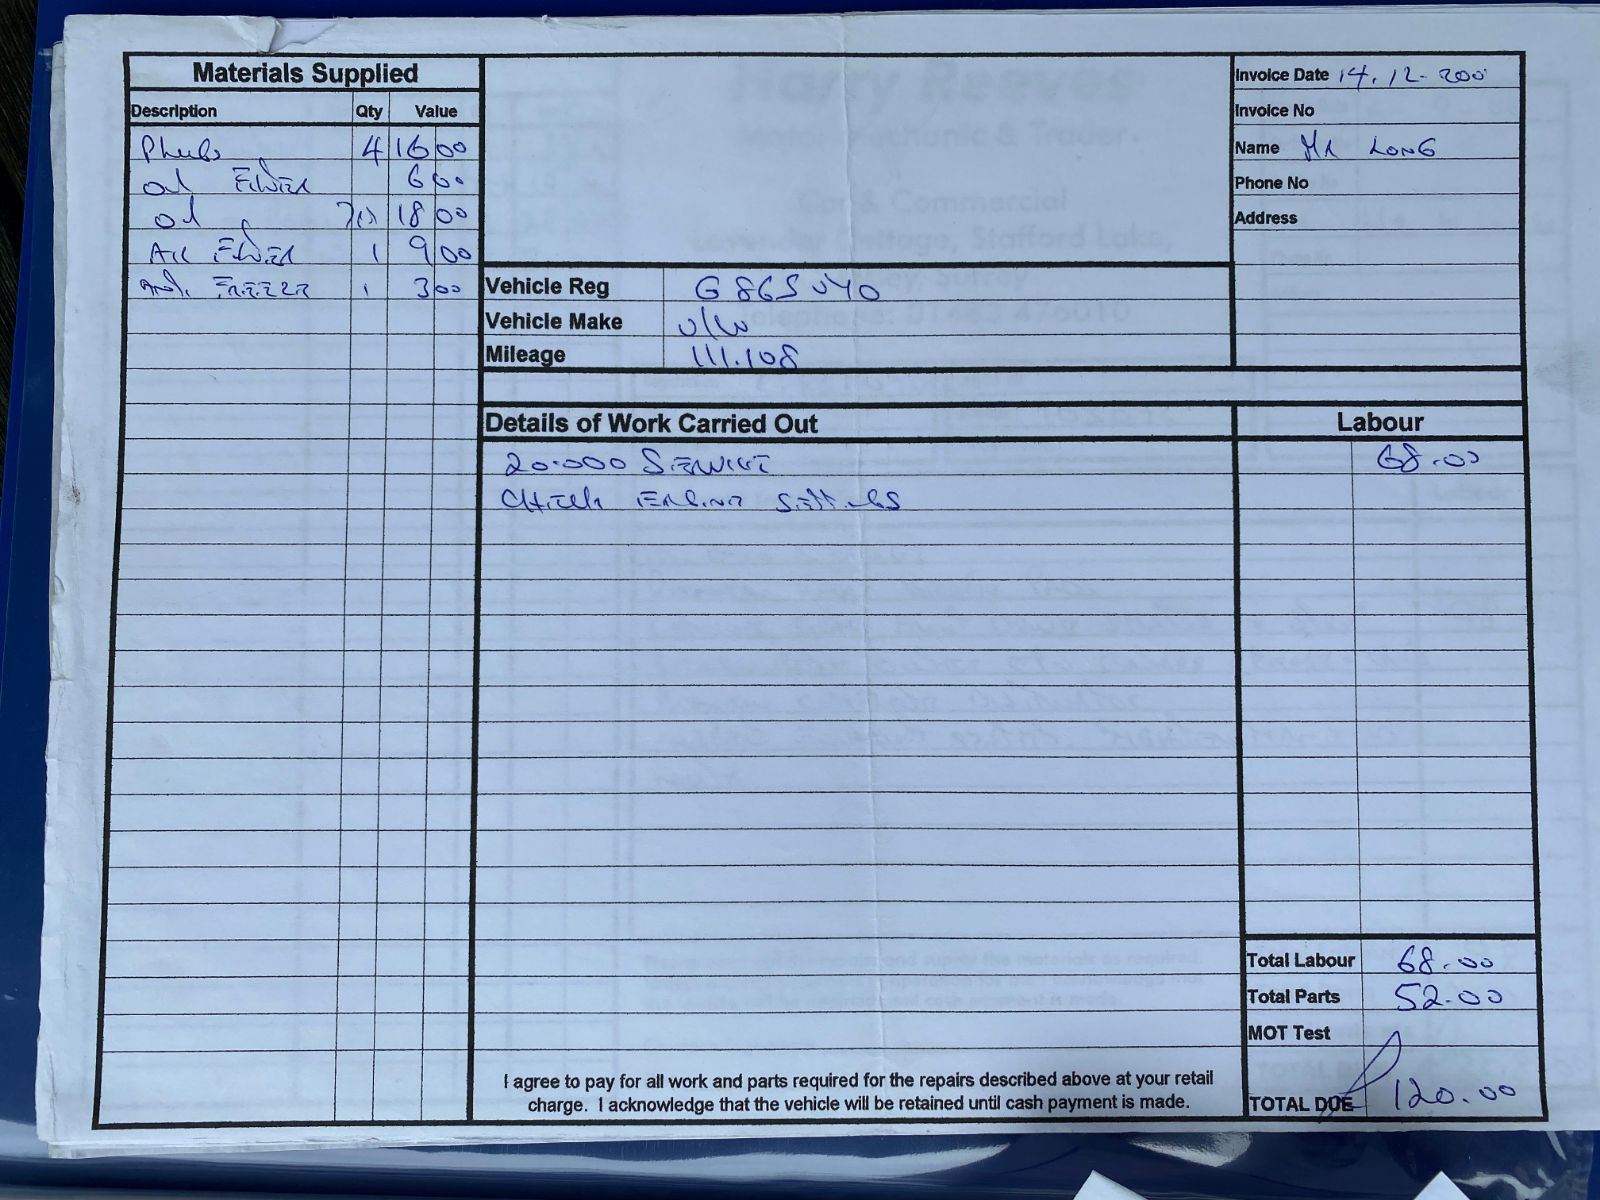 Materials Supplied
Description Qty Value
Plugs 4 16 00
Oil Filter 6 00
Oil 18 00
Air Filter 1 9 00
Anti Freeze 1 3 00
Vehicle Reg G865 UYO
Vehicle Make V/W
Mileage 111.108
Invoice Date 14.12.200
Invoice No
Name Mr Long
Phone No
Address
Details of Work Carried Out Labour
20.000 Service 68.00
Check Engine Settings
Total Labour 68.00
Total Parts 52.00
MOT Test
TOTAL DUE 120.00
I agree to pay for all work and parts required for the repairs described above at your retail
charge. I acknowledge that the vehicle will be retained until cash payment is made.